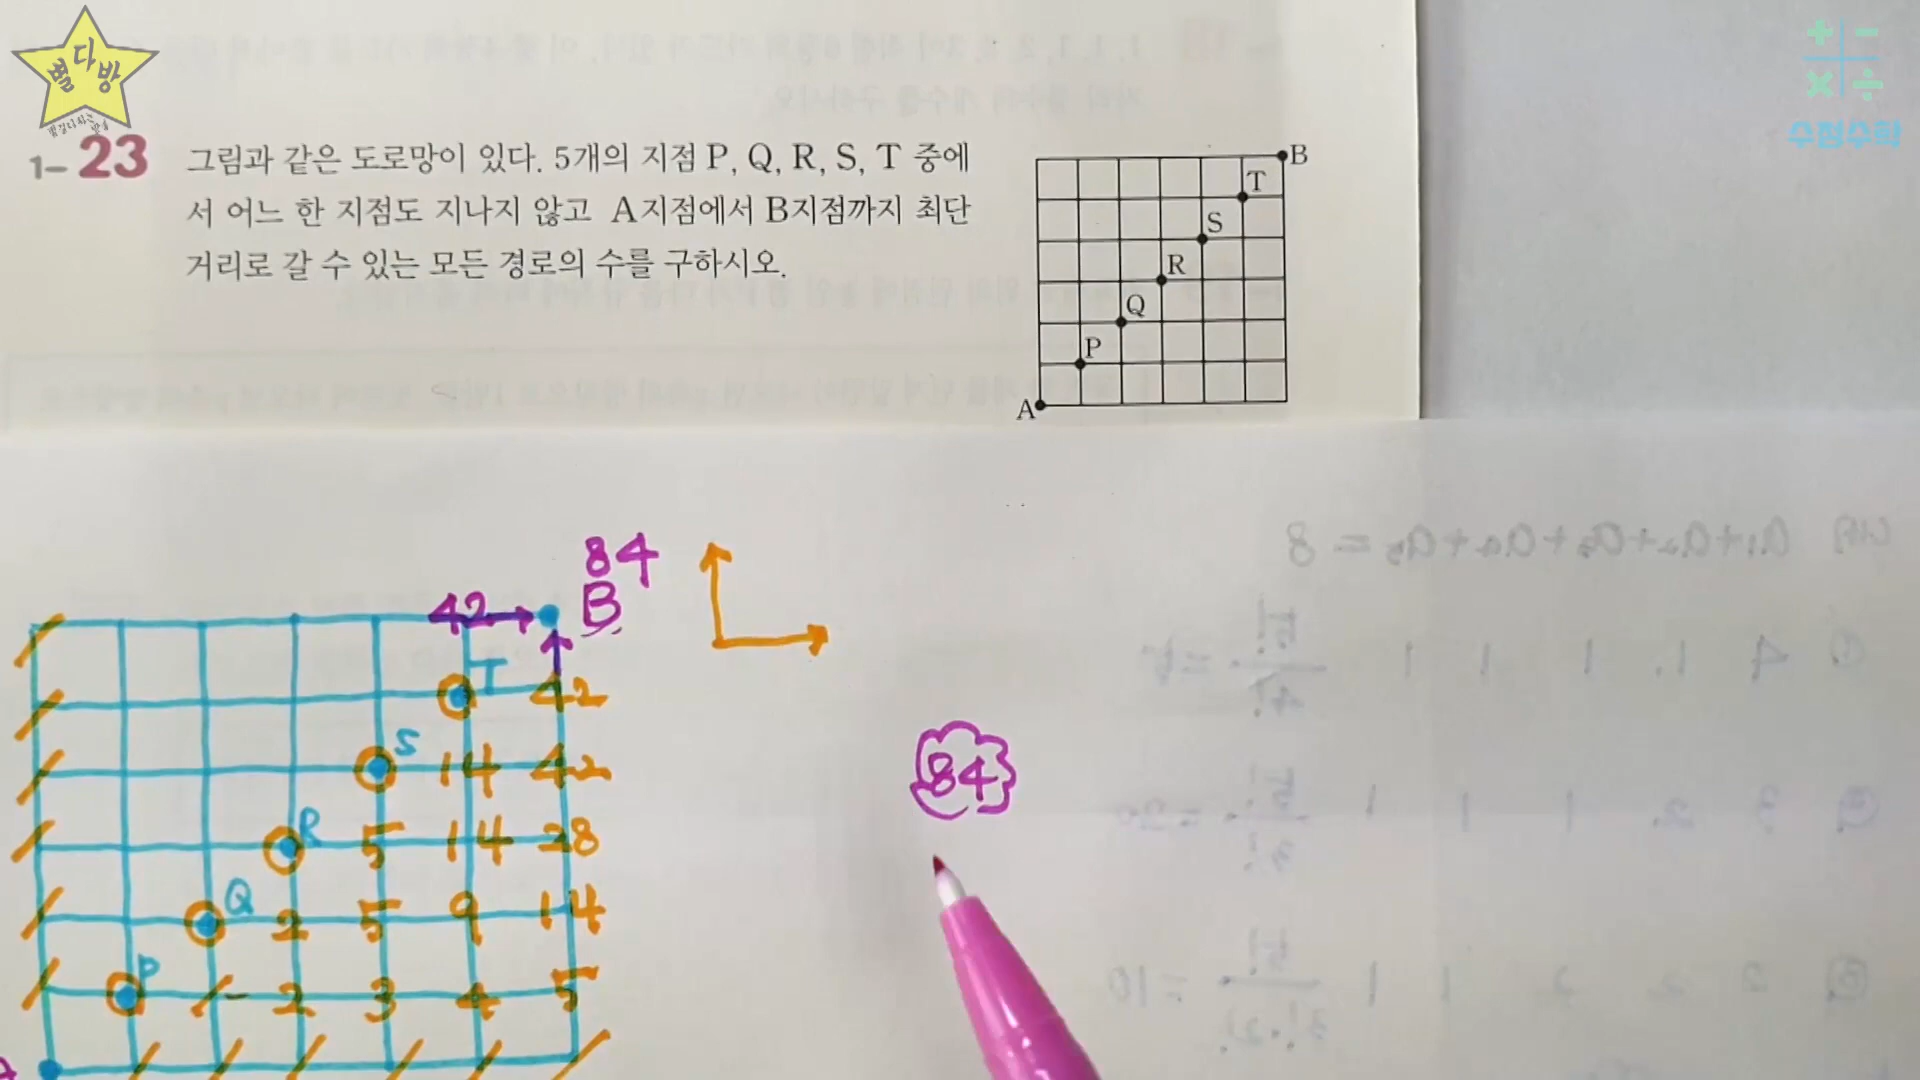 별다방
수첩수학
+ −
× ÷
1-23 그림과 같은 도로망이 있다. 5개의 지점 P, Q, R, S, T 중에
서 어느 한 지점도 지나지 않고 A지점에서 B지점까지 최단
거리로 갈 수 있는 모든 경로의 수를 구하시오.
B
T
S
R
Q
P
A
84
42 B
T 42
S 14 42
R 5 14 28
Q 2 5 9 14
P 1 2 3 4 5
84